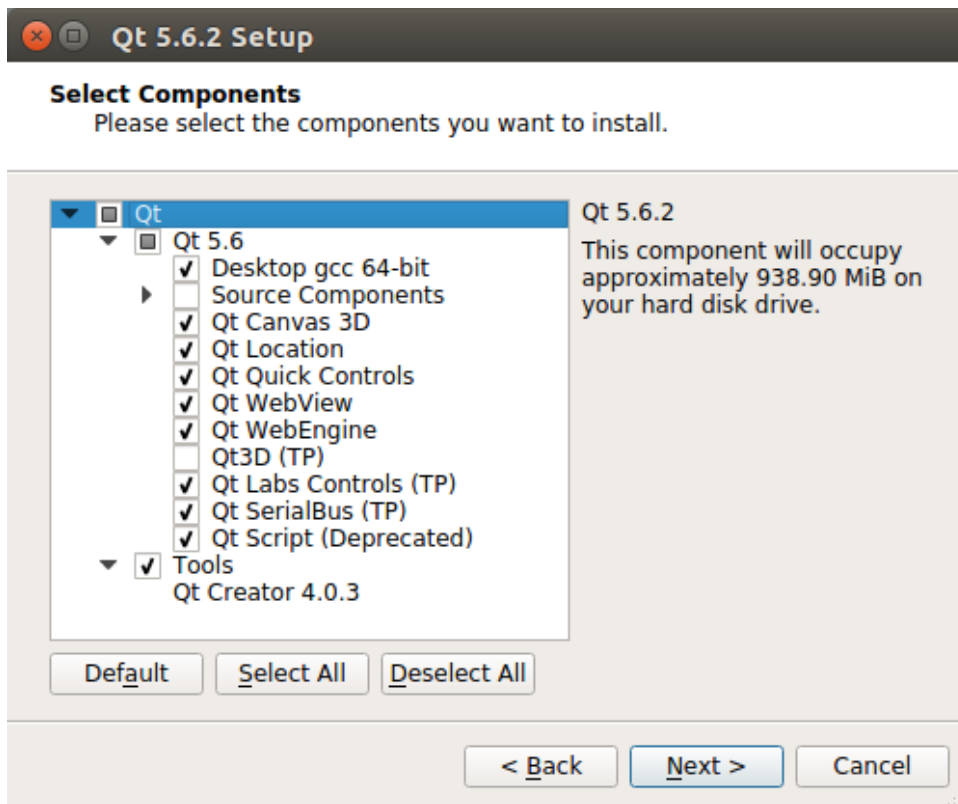 Qt 5.6.2 Setup
Select Components
Please select the components you want to install.
Qt
Qt 5.6
Desktop gcc 64-bit
Source Components
Qt Canvas 3D
Qt Location
Qt Quick Controls
Qt WebView
Qt WebEngine
Qt3D (TP)
Qt Labs Controls (TP)
Qt SerialBus (TP)
Qt Script (Deprecated)
Tools
Qt Creator 4.0.3
Qt 5.6.2
This component will occupy
approximately 938.90 MiB on
your hard disk drive.
Default
Select All
Deselect All
< Back
Next >
Cancel